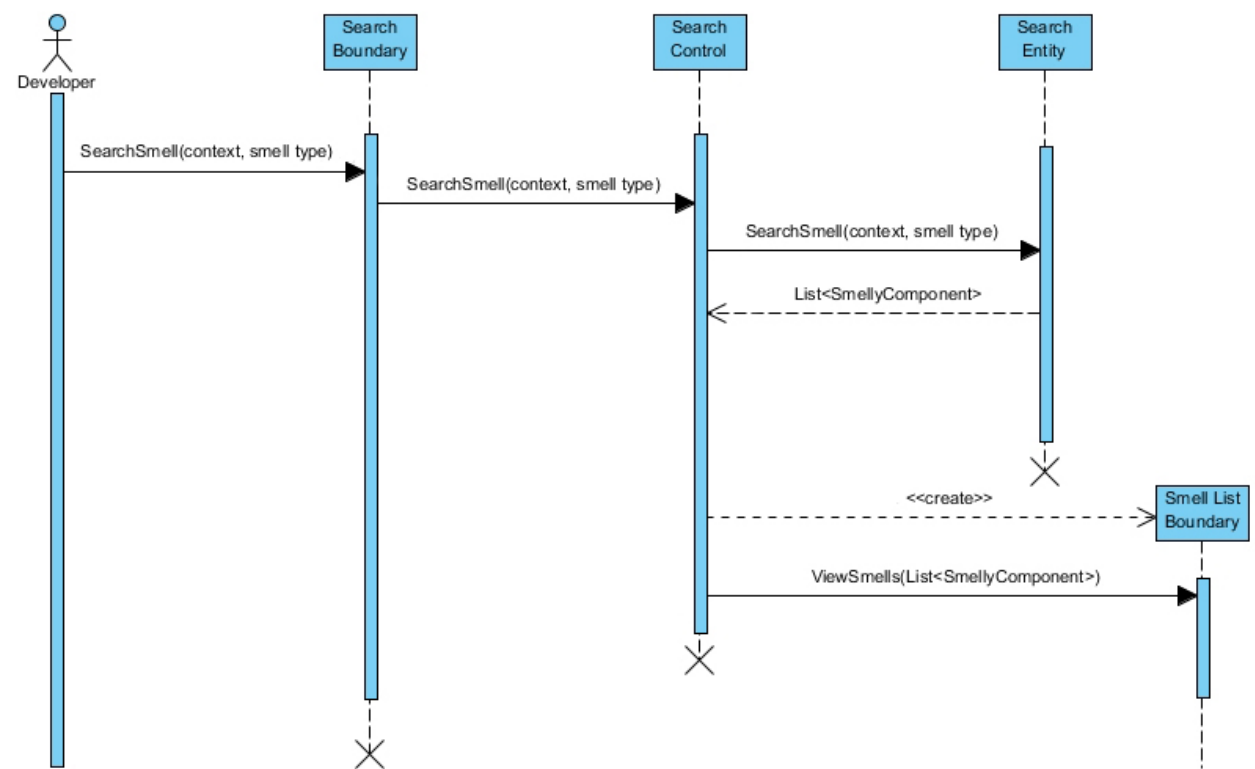 Search
Boundary
Search
Control
Search
Entity
Developer
SearchSmell(context, smell type)
SearchSmell(context, smell type)
SearchSmell(context, smell type)
List<SmellyComponent>
<<create>>
Smell List
Boundary
ViewSmells(List<SmellyComponent>)